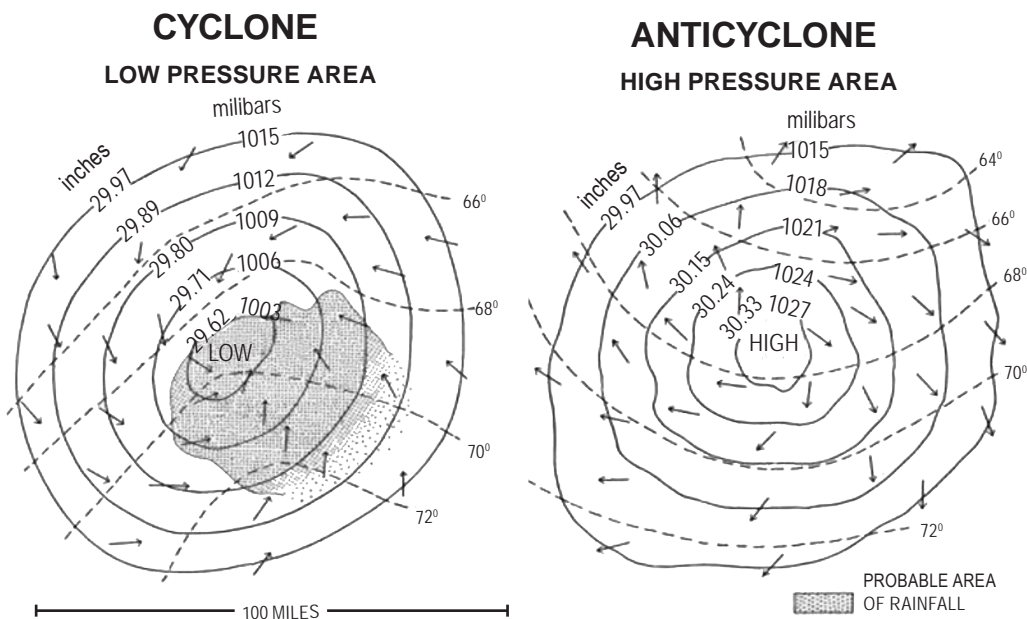 CYCLONE
LOW PRESSURE AREA
milibars
1015
1012
1009
1006
1003
inches
29.97
29.89
29.80
29.71
29.62
LOW
66⁰
68⁰
70⁰
72⁰
100 MILES
ANTICYCLONE
HIGH PRESSURE AREA
milibars
1015
1018
1021
1024
1027
inches
29.97
30.06
30.15
30.24
30.33
HIGH
64⁰
66⁰
68⁰
70⁰
72⁰
PROBABLE AREA
OF RAINFALL